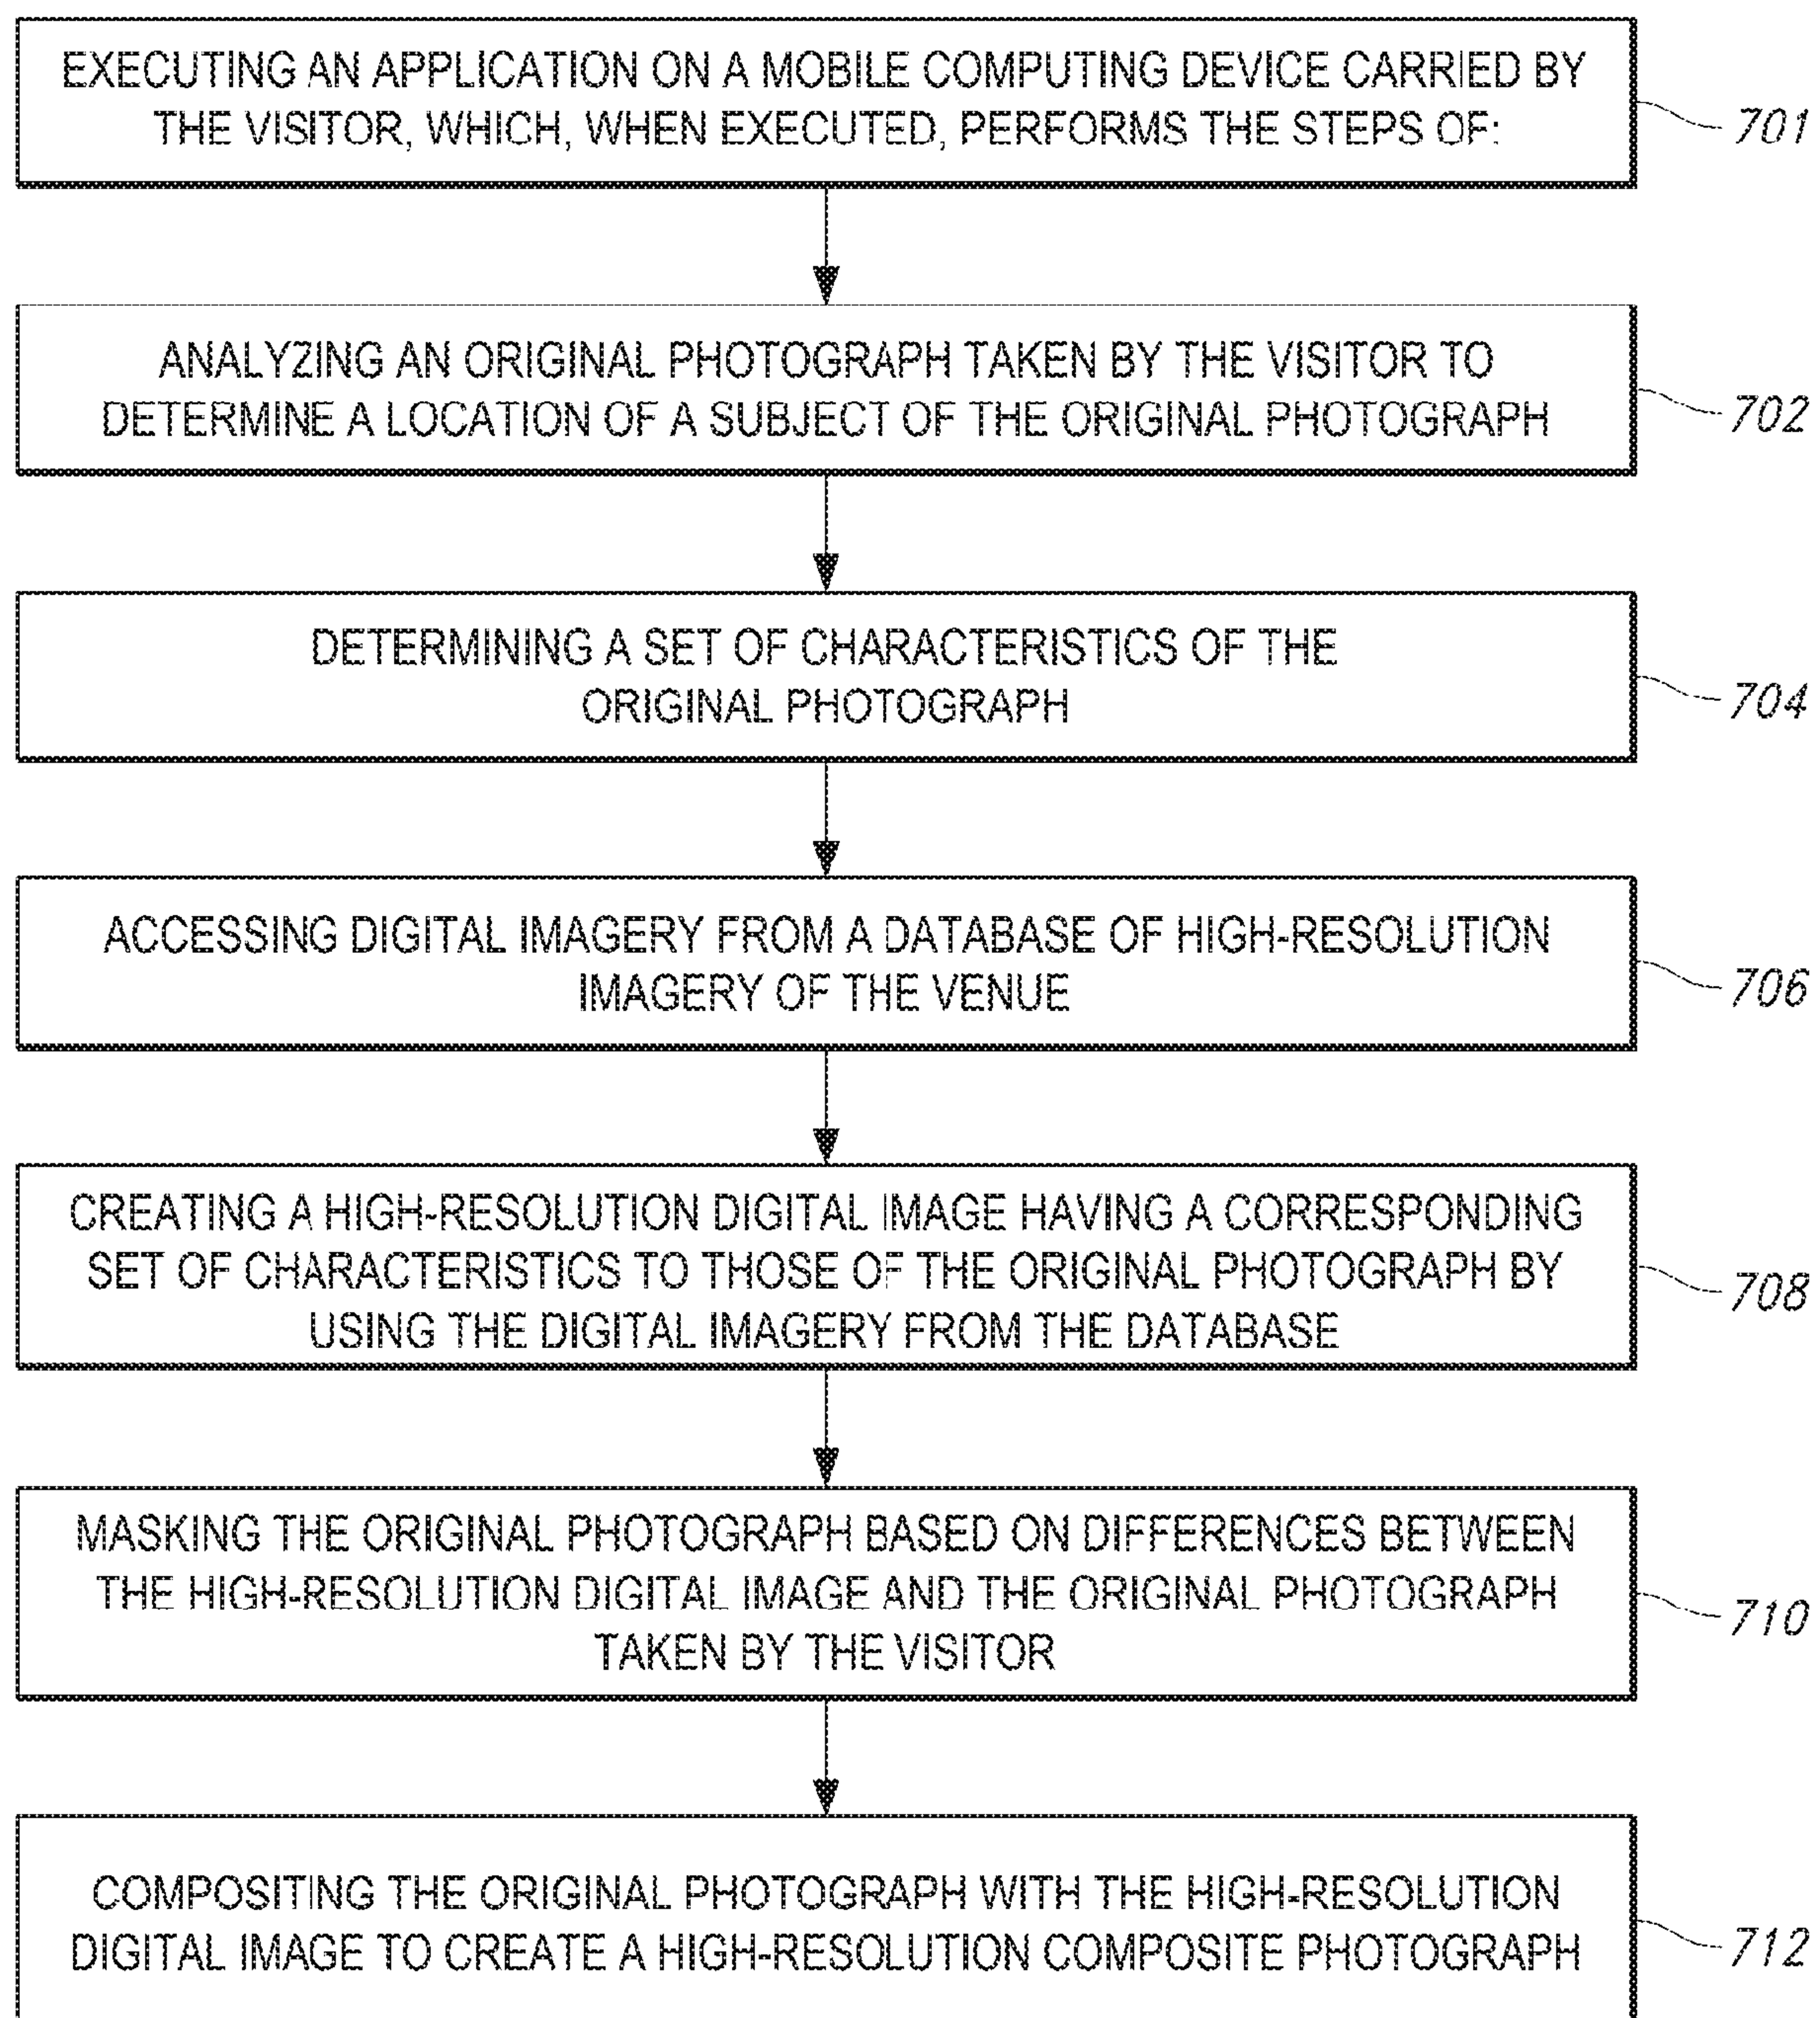 EXECUTING AN APPLICATION ON A MOBILE COMPUTING DEVICE CARRIED BY
THE VISITOR, WHICH, WHEN EXECUTED, PERFORMS THE STEPS OF:
701
ANALYZING AN ORIGINAL PHOTOGRAPH TAKEN BY THE VISITOR TO
DETERMINE A LOCATION OF A SUBJECT OF THE ORIGINAL PHOTOGRAPH
702
DETERMINING A SET OF CHARACTERISTICS OF THE
ORIGINAL PHOTOGRAPH
704
ACCESSING DIGITAL IMAGERY FROM A DATABASE OF HIGH-RESOLUTION
IMAGERY OF THE VENUE
706
CREATING A HIGH-RESOLUTION DIGITAL IMAGE HAVING A CORRESPONDING
SET OF CHARACTERISTICS TO THOSE OF THE ORIGINAL PHOTOGRAPH BY
USING THE DIGITAL IMAGERY FROM THE DATABASE
708
MASKING THE ORIGINAL PHOTOGRAPH BASED ON DIFFERENCES BETWEEN
THE HIGH-RESOLUTION DIGITAL IMAGE AND THE ORIGINAL PHOTOGRAPH
TAKEN BY THE VISITOR
710
COMPOSITING THE ORIGINAL PHOTOGRAPH WITH THE HIGH-RESOLUTION
DIGITAL IMAGE TO CREATE A HIGH-RESOLUTION COMPOSITE PHOTOGRAPH
712